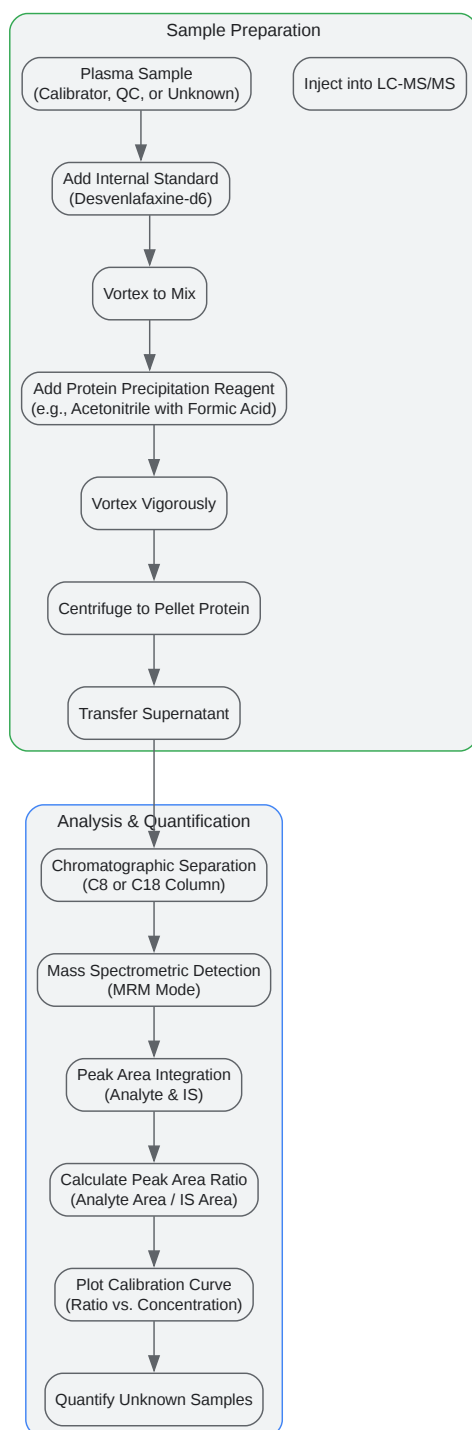 Sample Preparation
Plasma Sample
(Calibrator, QC, or Unknown)
Inject into LC-MS/MS
Add Internal Standard
(Desvenlafaxine-d6)
Vortex to Mix
Add Protein Precipitation Reagent
(e.g., Acetonitrile with Formic Acid)
Vortex Vigorously
Centrifuge to Pellet Protein
Transfer Supernatant
Analysis & Quantification
Chromatographic Separation
(C8 or C18 Column)
Mass Spectrometric Detection
(MRM Mode)
Peak Area Integration
(Analyte & IS)
Calculate Peak Area Ratio
(Analyte Area / IS Area)
Plot Calibration Curve
(Ratio vs. Concentration)
Quantify Unknown Samples